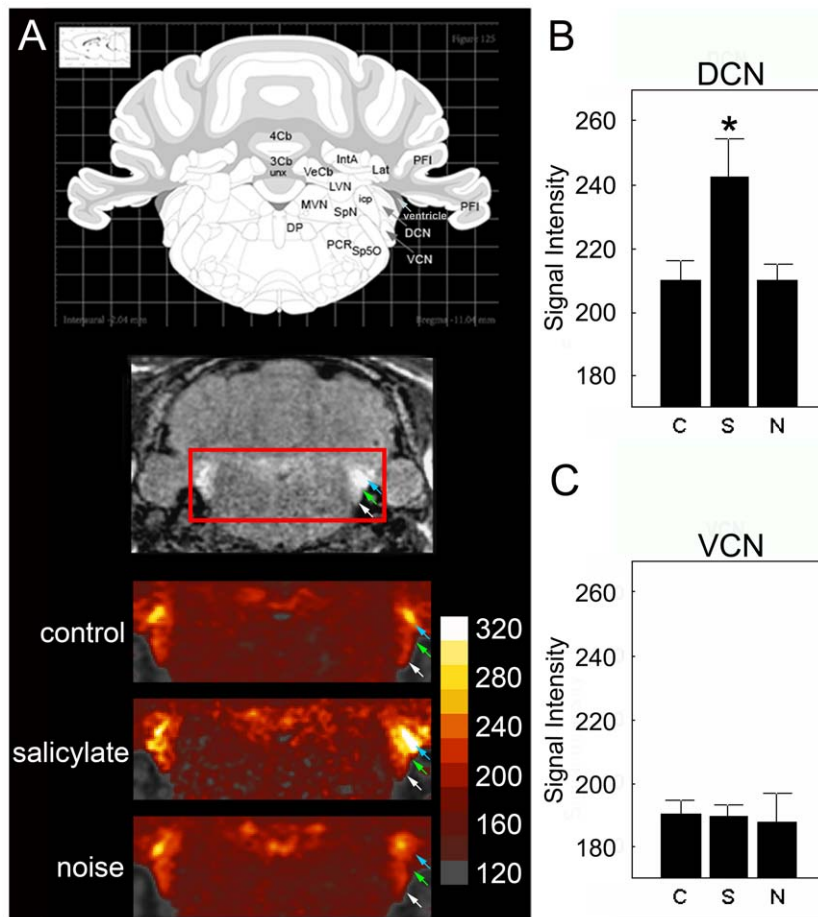 A
Figure 125
4Cb
3Cb
unx
VeCb
IntA
Lat
PFl
LVN
MVN
SpN
icp
ventricle
PFl
DCN
DP
VCN
PCR
Sp5O
Interaural -2.04 mm
Bregma -11.04 mm
control
salicylate
noise
320
280
240
200
160
120
B
DCN
Signal Intensity
260
240
220
210
200
180
*
C S N
C
VCN
Signal Intensity
260
240
220
200
190
180
C S N